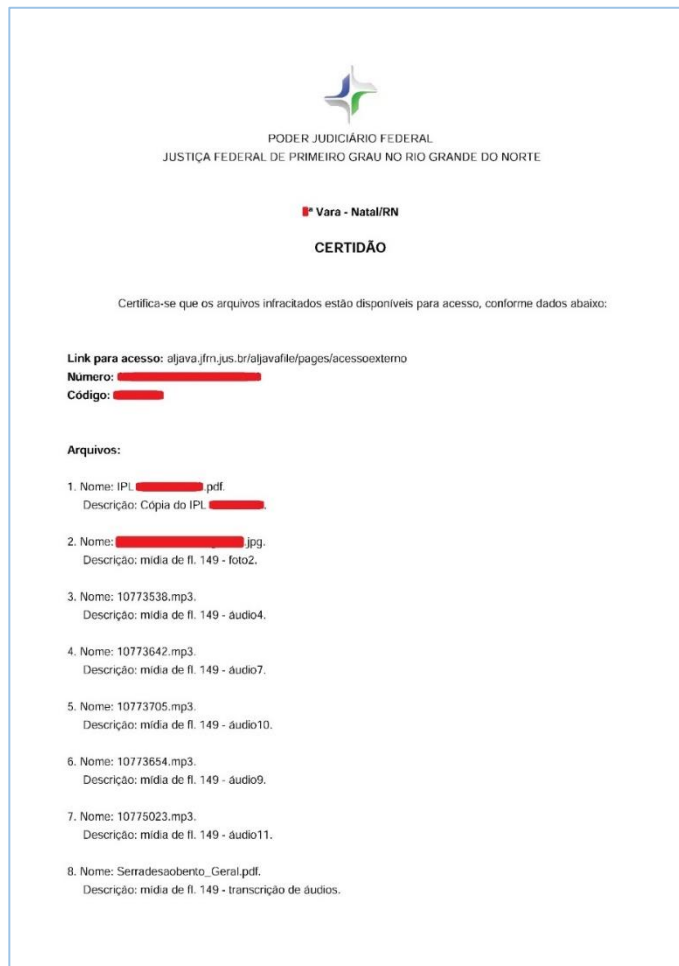 PODER JUDICIÁRIO FEDERAL
JUSTIÇA FEDERAL DE PRIMEIRO GRAU NO RIO GRANDE DO NORTE
ª Vara - Natal/RN
CERTIDÃO
Certifica-se que os arquivos infracitados estão disponíveis para acesso, conforme dados abaixo:
Link para acesso: aljava.jfrn.jus.br/aljavafile/pages/acessoexterno
Número:
Código:
Arquivos:
1. Nome: IPL .pdf.
Descrição: Cópia do IPL .
2. Nome: .jpg.
Descrição: mídia de fl. 149 - foto2.
3. Nome: 10773538.mp3.
Descrição: mídia de fl. 149 - áudio4.
4. Nome: 10773642.mp3.
Descrição: mídia de fl. 149 - áudio7.
5. Nome: 10773705.mp3.
Descrição: mídia de fl. 149 - áudio10.
6. Nome: 10773654.mp3.
Descrição: mídia de fl. 149 - áudio9.
7. Nome: 10775023.mp3.
Descrição: mídia de fl. 149 - áudio11.
8. Nome: Serradesaobento_Geral.pdf.
Descrição: mídia de fl. 149 - transcrição de áudios.